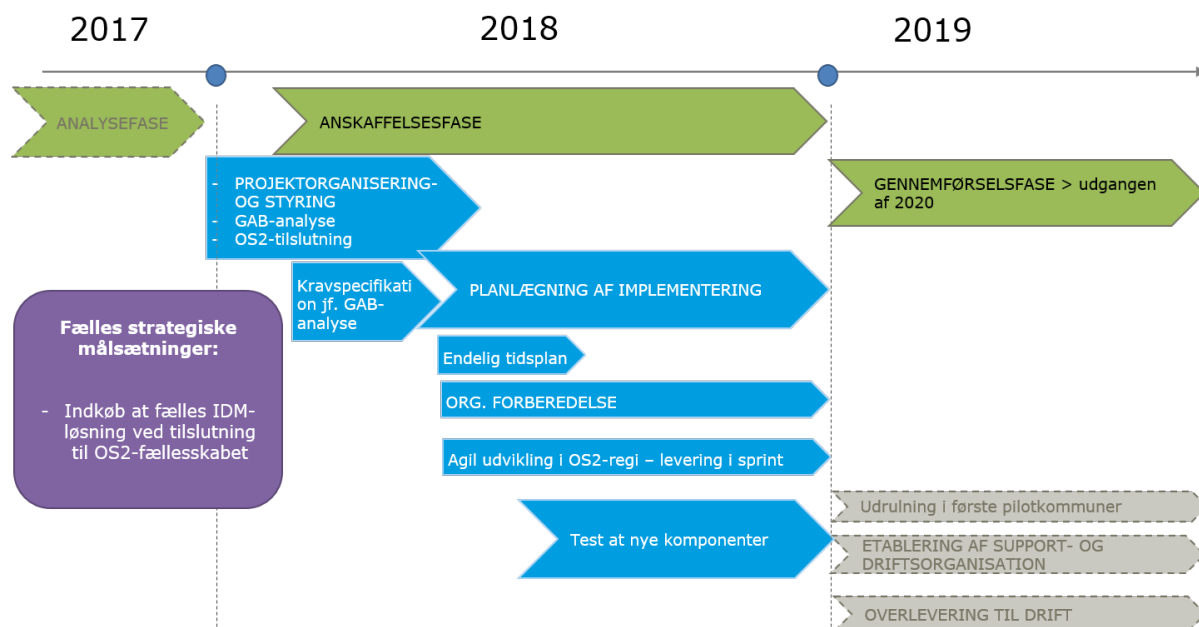 2017
2018
2019
ANALYSEFASE
ANSKAFFELSESFASE
- PROJEKTORGANISERING-
OG STYRING
- GAB-analyse
- OS2-tilslutning
GENNEMFØRSELSFASE > udgangen
af 2020
Kravspecifikati
on jf. GAB-
analyse
PLANLÆGNING AF IMPLEMENTERING
Fælles strategiske
målsætninger:
- Indkøb at fælles IDM-
løsning ved tilslutning
til OS2-fællesskabet
Endelig tidsplan
ORG. FORBEREDELSE
Agil udvikling i OS2-regi – levering i sprint
Test at nye komponenter
Udrulning i første pilotkommuner
ETABLERING AF SUPPORT- OG
DRIFTSORGANISATION
OVERLEVERING TIL DRIFT